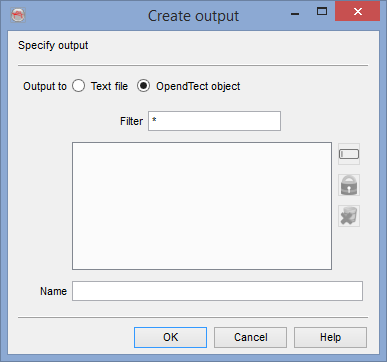 Create output
Specify output
Output to Text file OpendTect object
Filter *
Name
OK Cancel Help